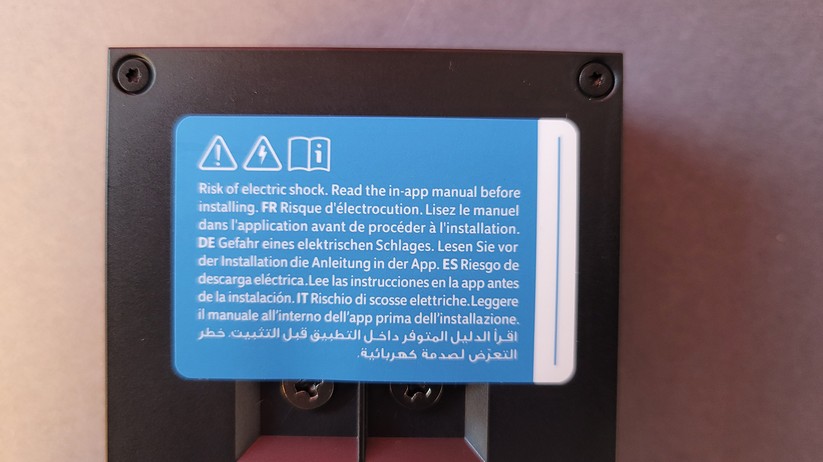 Risk of electric shock. Read the in-app manual before
installing. FR Risque d'électrocution. Lisez le manuel
dans l'application avant de procéder à l'installation.
DE Gefahr eines elektrischen Schlages. Lesen Sie vor
der Installation die Anleitung in der App. ES Riesgo de
descarga eléctrica.Lee las instrucciones en la app antes
de la instalación. IT Rischio di scosse elettriche.Leggere
il manuale all'interno dell'app prima dell'installazione.
اقرأ الدليل المتوفر داخل التطبيق قبل التثبيت. خطر
التعرّض لصدمة كهربائية.